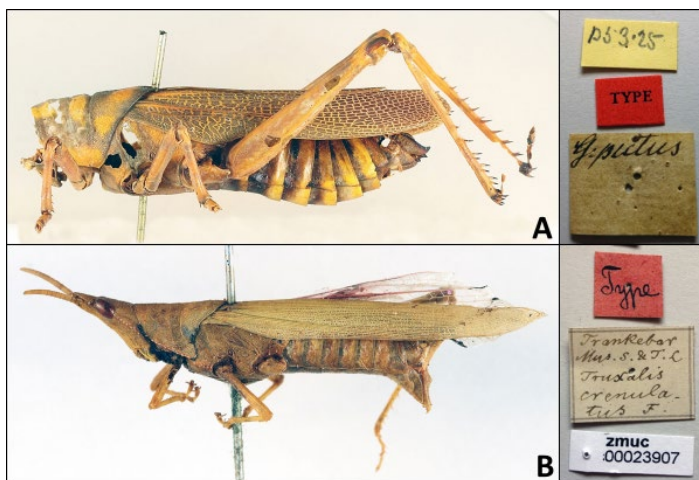 D5.3.25
TYPE
G. pictus
A
Type
Trankebar
Mus. S. & T. L
Truxalis
crenula-
tus F.
zmuc
00023907
B